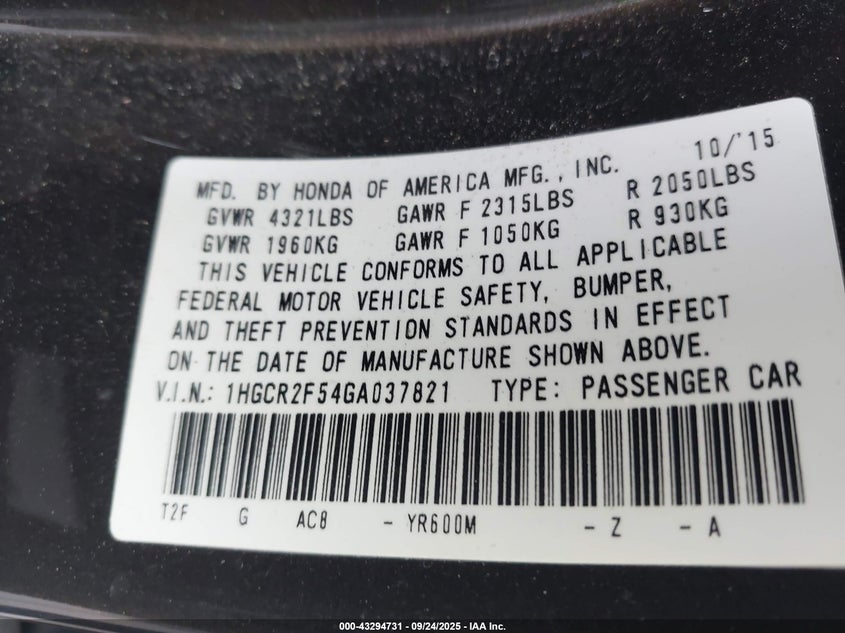 10/'15
MFD. BY HONDA OF AMERICA MFG., INC.
GVWR 4321LBS GAWR F 2315LBS R 2050LBS
GVWR 1960KG GAWR F 1050KG R 930KG
THIS VEHICLE CONFORMS TO ALL APPLICABLE
FEDERAL MOTOR VEHICLE SAFETY, BUMPER,
AND THEFT PREVENTION STANDARDS IN EFFECT
ON THE DATE OF MANUFACTURE SHOWN ABOVE.
V.I.N.: 1HGCR2F54GA037821 TYPE: PASSENGER CAR
T2F G AC8 - YR600M - Z - A
000-43294731 - 09/24/2025 - IAA Inc.